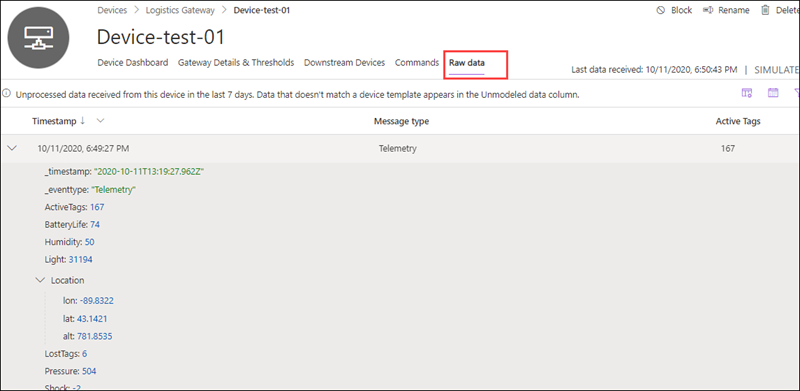 Devices > Logistics Gateway > Device-test-01
Block Rename Delete
Device-test-01
Device Dashboard Gateway Details & Thresholds Downstream Devices Commands Raw data
Last data received: 10/11/2020, 6:50:43 PM | SIMULATE
Unprocessed data received from this device in the last 7 days. Data that doesn't match a device template appears in the Unmodeled data column.
Timestamp ↓ Message type Active Tags
10/11/2020, 6:49:27 PM Telemetry 167
_timestamp: "2020-10-11T13:19:27.962Z"
_eventtype: "Telemetry"
ActiveTags: 167
BatteryLife: 74
Humidity: 50
Light: 31194
Location
lon: -89.8322
lat: 43.1421
alt: 781.8535
LostTags: 6
Pressure: 504
Shock: -2